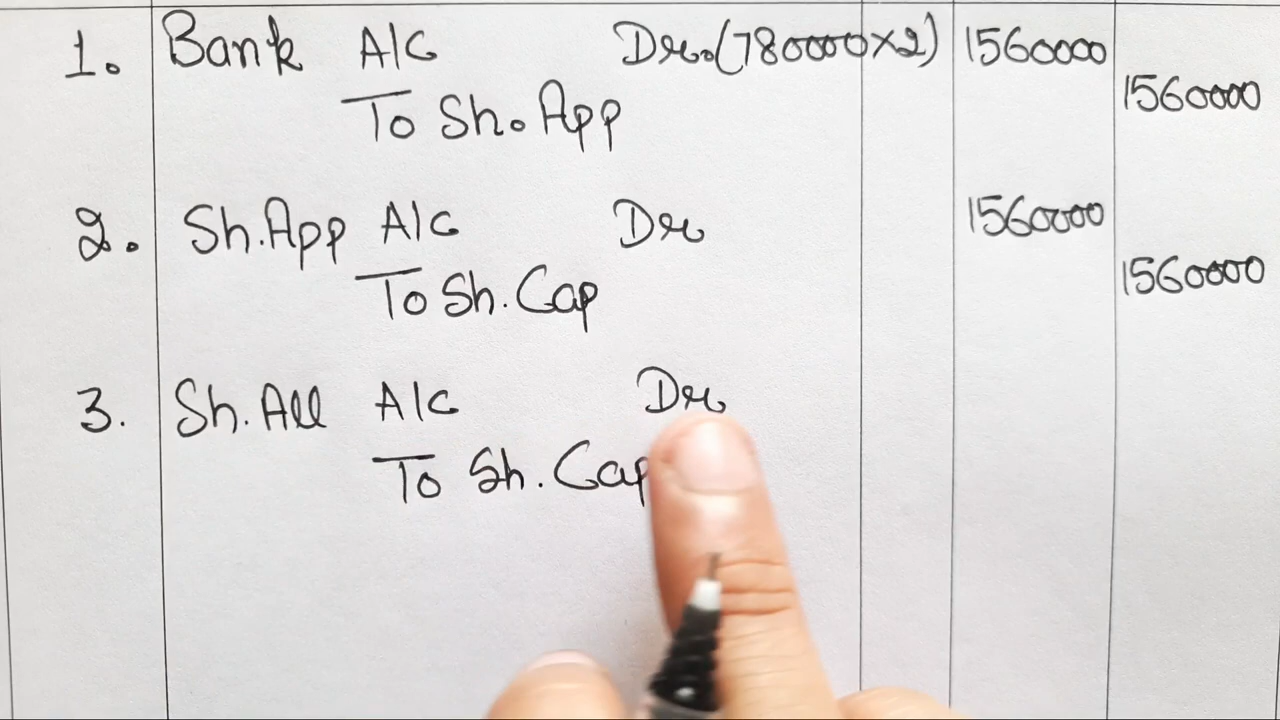 1. Bank A/C Dr.(780000×2) 1560000
To Sh. App 1560000
2. Sh.App A/C Dr 1560000
To Sh.Cap 1560000
3. Sh.All A/C Dr
To Sh.Cap